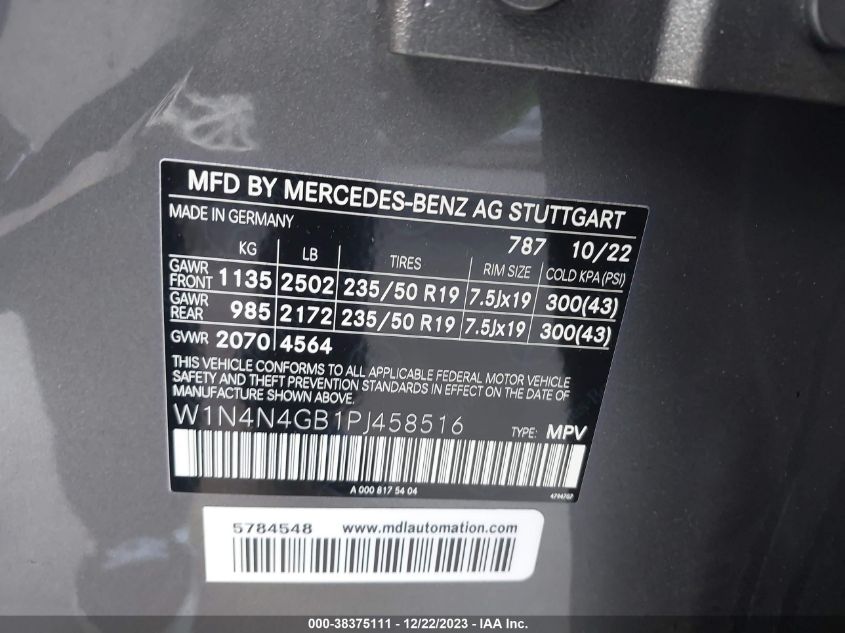 MFD BY MERCEDES-BENZ AG STUTTGART
MADE IN GERMANY 787 10/22
KG LB TIRES RIM SIZE COLD KPA (PSI)
GAWR FRONT 1135 2502 235/50 R19 7.5Jx19 300(43)
GAWR REAR 985 2172 235/50 R19 7.5Jx19 300(43)
GVWR 2070 4564
THIS VEHICLE CONFORMS TO ALL APPLICABLE FEDERAL MOTOR VEHICLE
SAFETY AND THEFT PREVENTION STANDARDS IN EFFECT ON THE DATE OF
MANUFACTURE SHOWN ABOVE.
W1N4N4GB1PJ458516 TYPE: MPV
A 000 817 54 04
5784548 www.mdlautomation.com
000-38375111 - 12/22/2023 - IAA Inc.